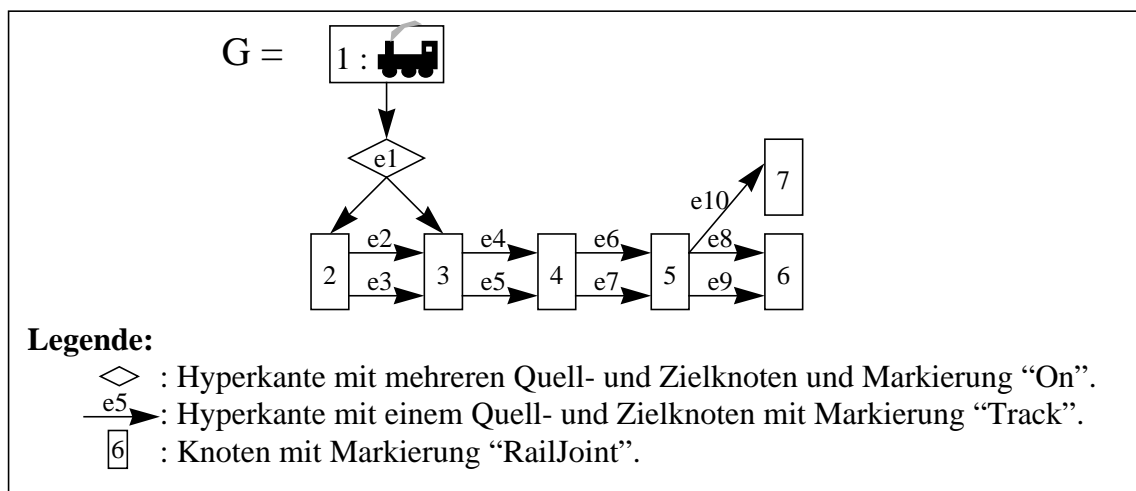 G = 1 :
e1
7
e10
e2 e4 e6 e8
2 3 4 5 6
e3 e5 e7 e9
Legende:
: Hyperkante mit mehreren Quell- und Zielknoten und Markierung “On”.
e5 : Hyperkante mit einem Quell- und Zielknoten mit Markierung “Track”.
6 : Knoten mit Markierung “RailJoint”.